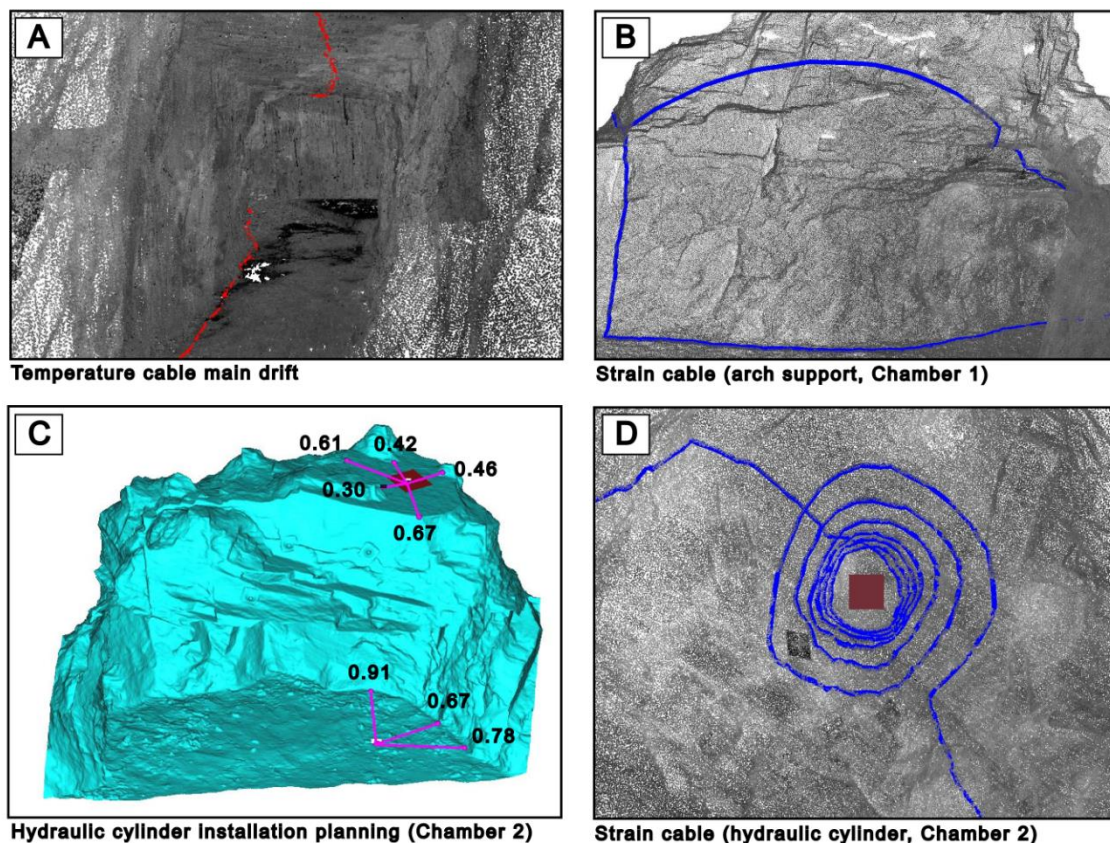 A
Temperature cable main drift
B
Strain cable (arch support, Chamber 1)
C
0.61
0.42
0.46
0.30
0.67
0.91
0.67
0.78
Hydraulic cylinder installation planning (Chamber 2)
D
Strain cable (hydraulic cylinder, Chamber 2)